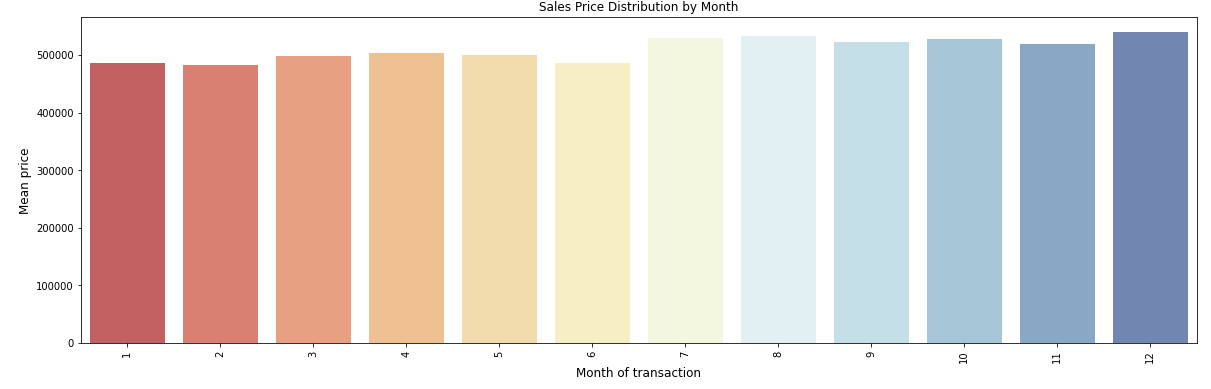 Sales Price Distribution by Month
Mean price
500000
400000
300000
200000
100000
0
1 2 3 4 5 6 7 8 9 10 11 12
Month of transaction